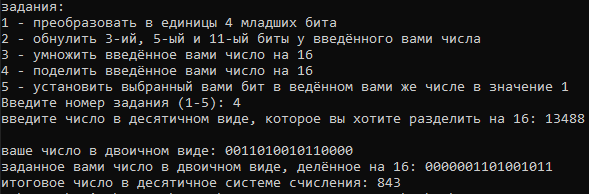 задания:
1 - преобразовать в единицы 4 младших бита
2 - обнулить 3-ий, 5-ый и 11-ый биты у введённого вами числа
3 - умножить введённое вами число на 16
4 - поделить введённое вами число на 16
5 - установить выбранный вами бит в ведённом вами же числе в значение 1
Введите номер задания (1-5): 4
введите число в десятичном виде, которое вы хотите разделить на 16: 13488
ваше число в двоичном виде: 0011010010110000
заданное вами число в двоичном виде, делённое на 16: 0000001101001011
итоговое число в десятичное системе счисления: 843